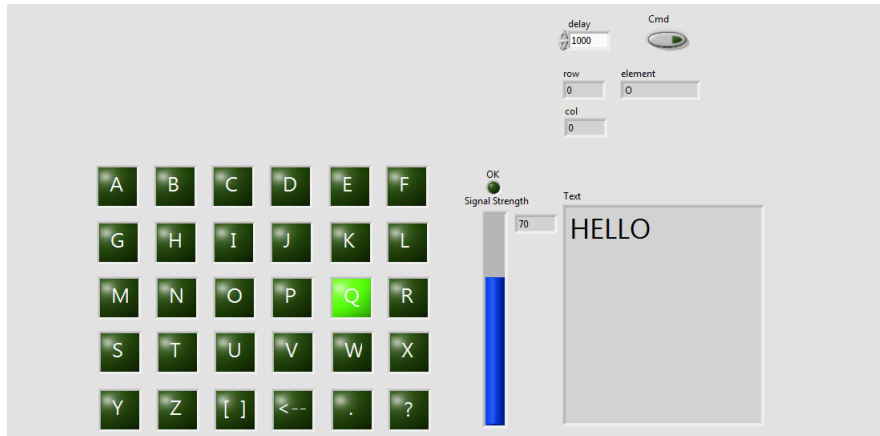 delay Cmd
1000
row element
0 O
col
0
A B C D E F
OK
Signal Strength
Text
70
HELLO
G H I J K L
M N O P Q R
S T U V W X
Y Z [ ] <-- . ?